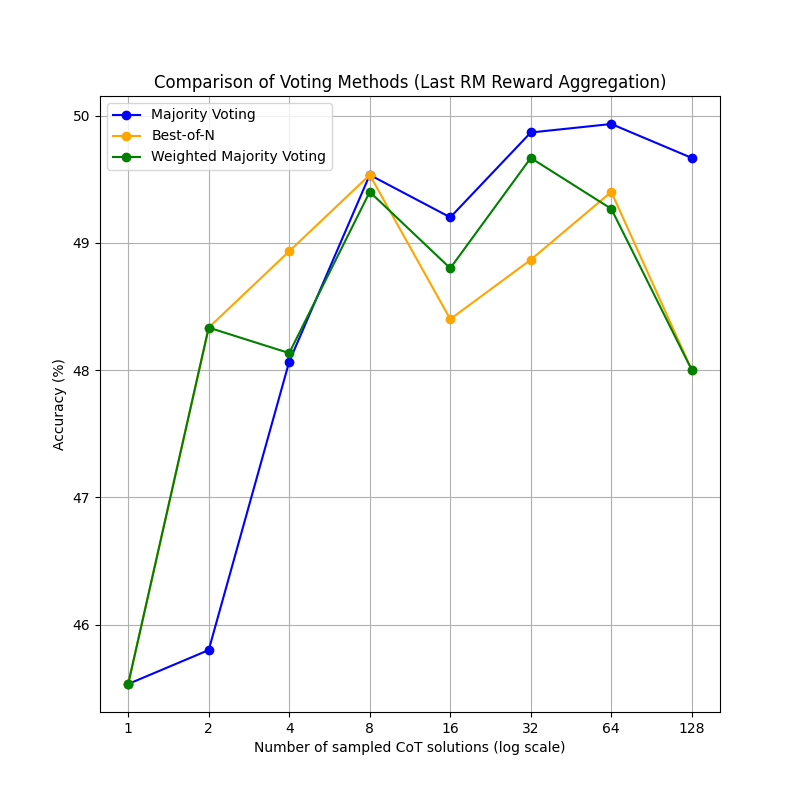 Comparison of Voting Methods (Last RM Reward Aggregation)
Majority Voting
Best-of-N
Weighted Majority Voting
50
49
48
47
46
Accuracy (%)
1 2 4 8 16 32 64 128
Number of sampled CoT solutions (log scale)